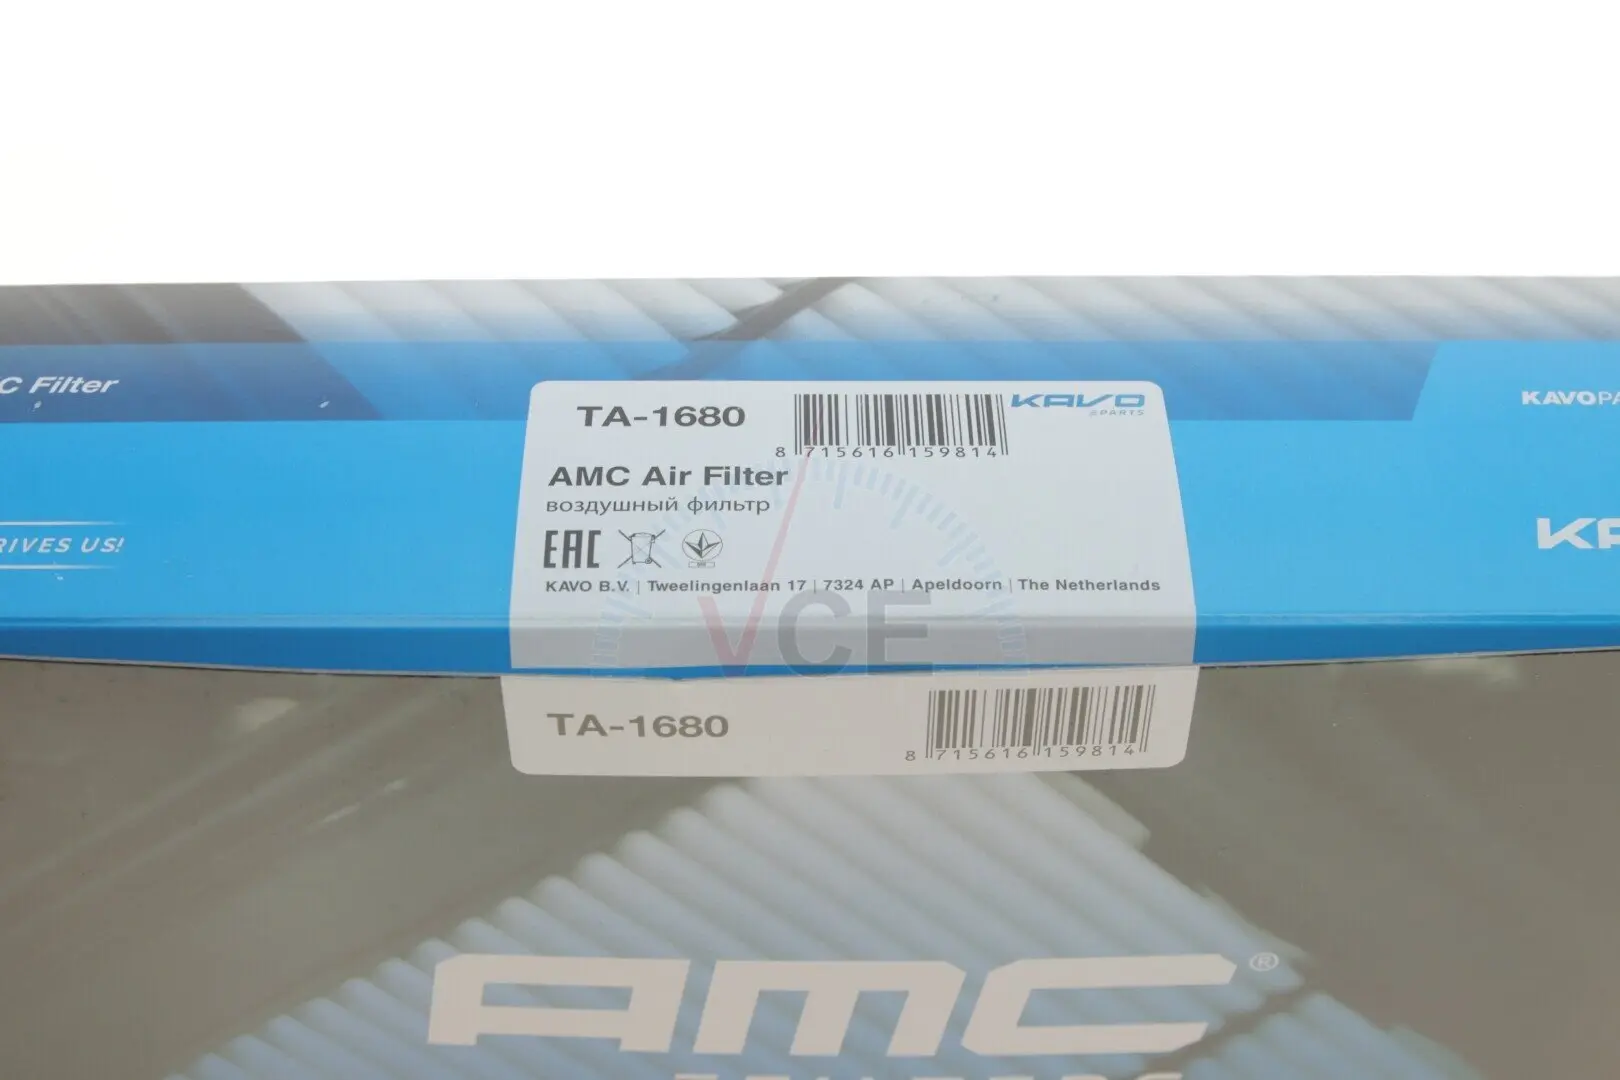 C Filter
KAVOPA
TA-1680
KAVO
PARTS
8 715616 159814
AMC Air Filter
воздушный фильтр
RIVES US!
KA
EAC
KAVO B.V. | Tweelingenlaan 17 | 7324 AP | Apeldoorn | The Netherlands
VCE
TA-1680
8 715616 159814
AMC®